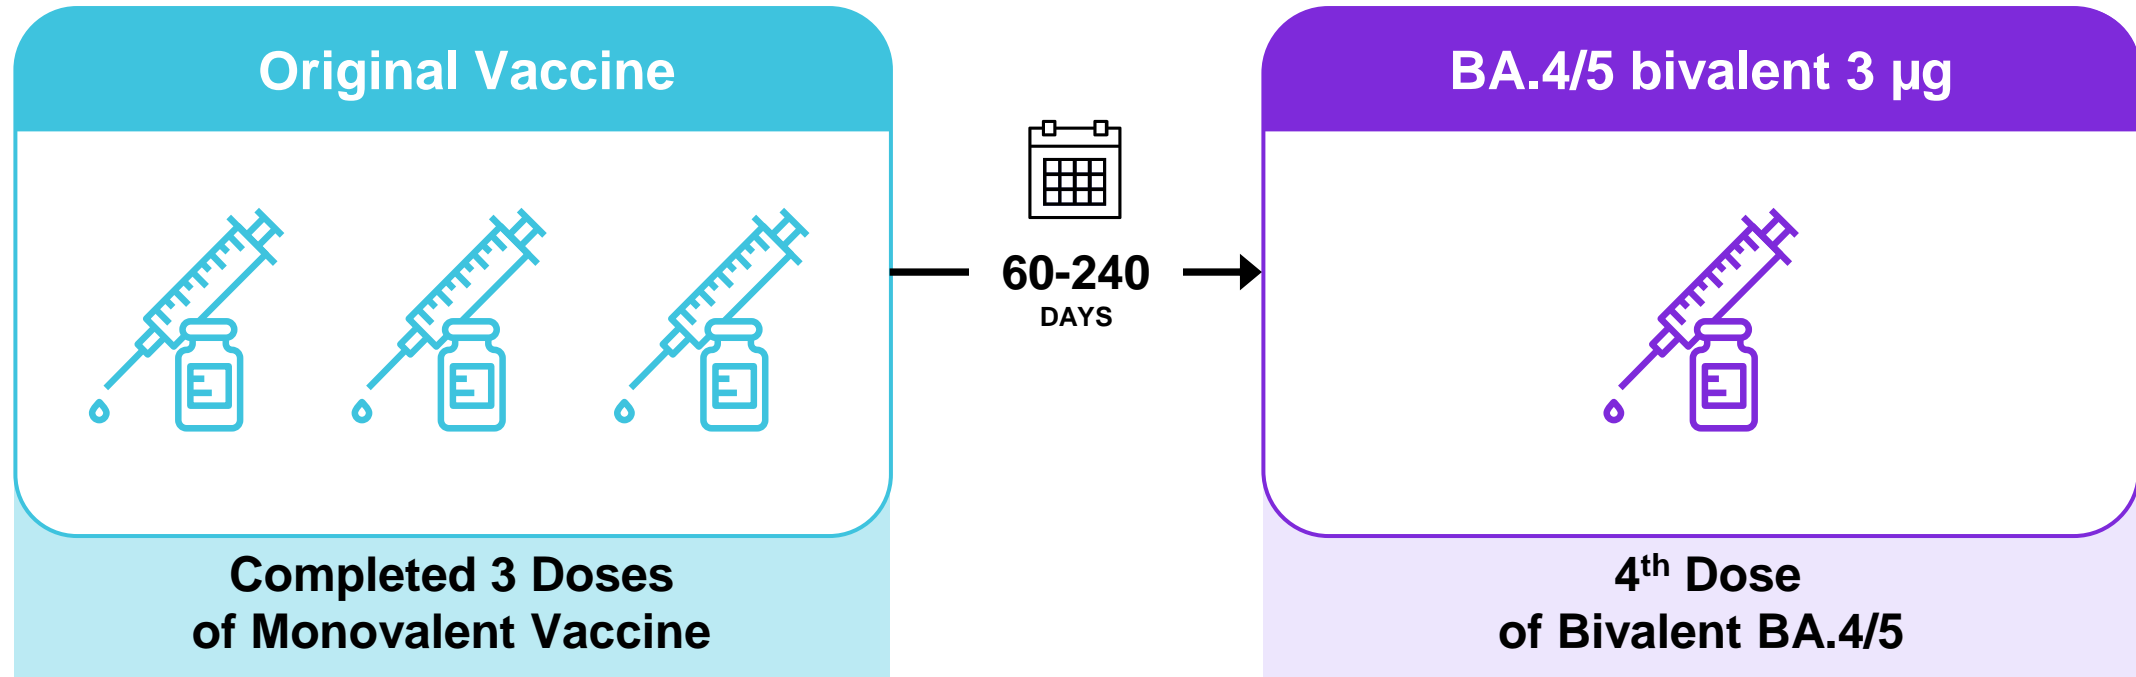 Original Vaccine
Completed 3 Doses
of Monovalent Vaccine
60-240
DAYS
BA.4/5 bivalent 3 µg
4th Dose
of Bivalent BA.4/5